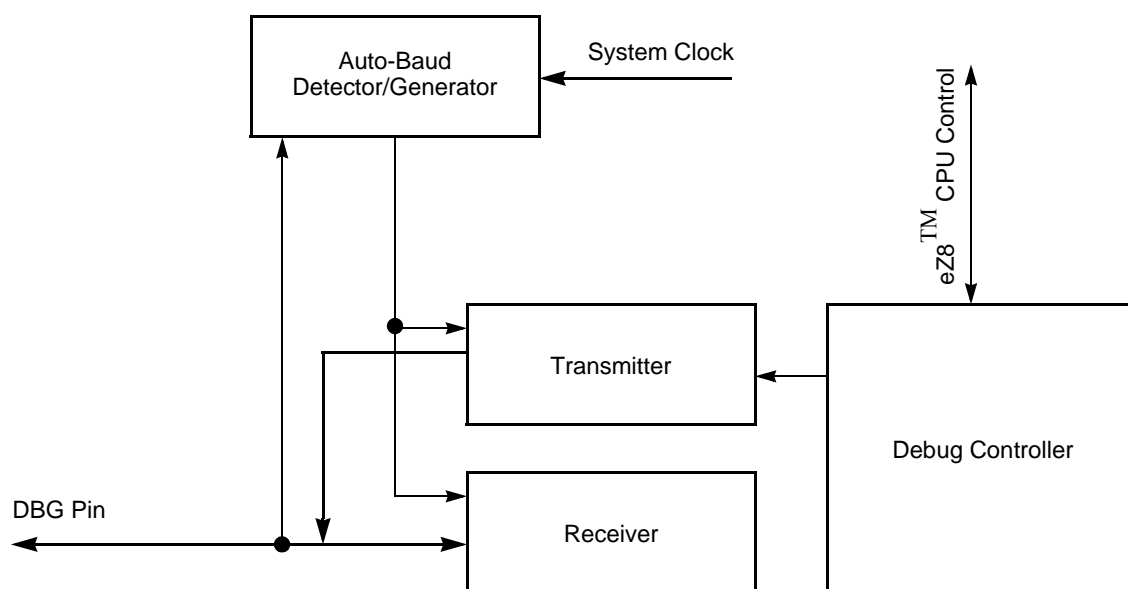 Auto-Baud
Detector/Generator
System Clock
eZ8™ CPU Control
Transmitter
Debug Controller
DBG Pin
Receiver